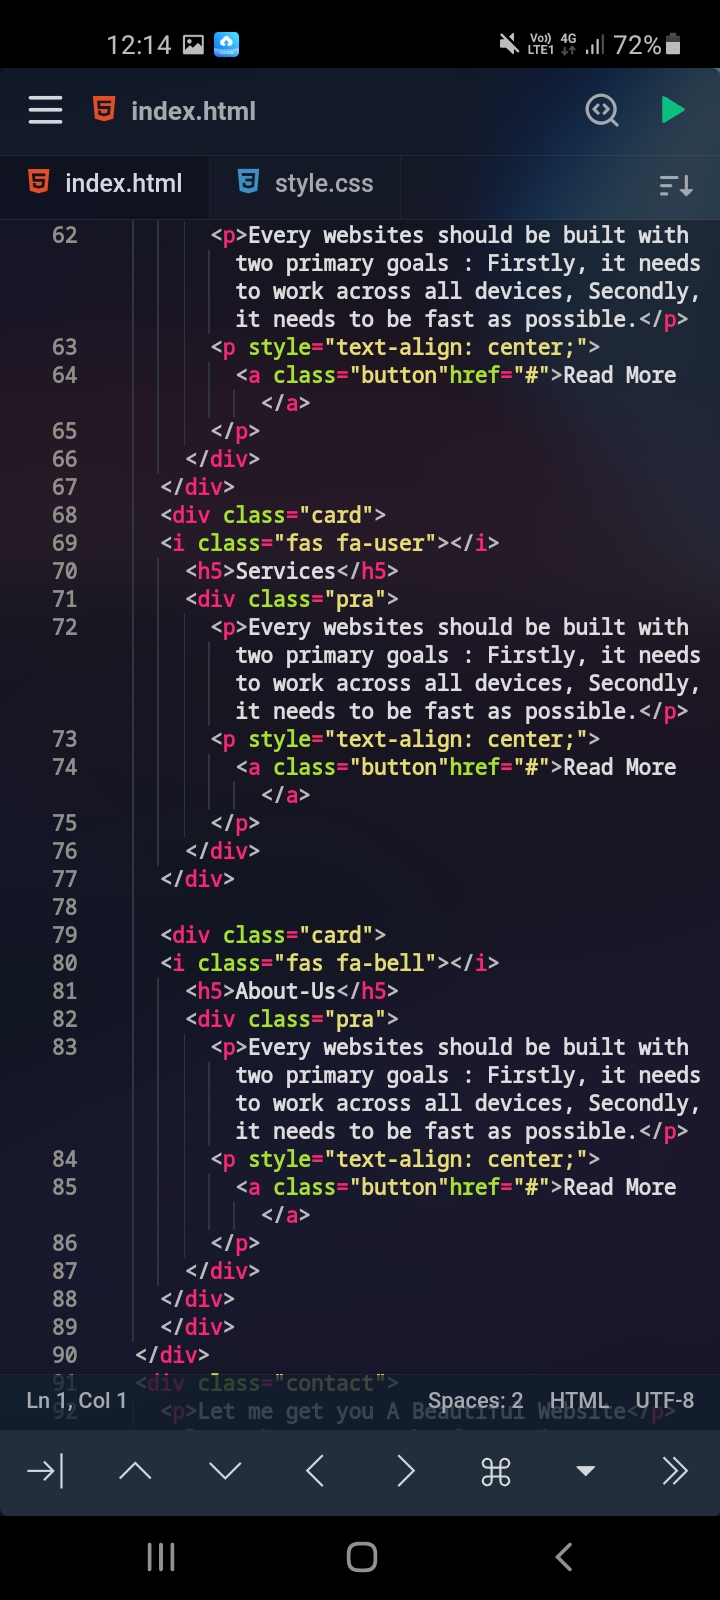 12:14 Vo)) LTE1 4G 72%
index.html
index.html style.css
62 <p>Every websites should be built with
two primary goals : Firstly, it needs
to work across all devices, Secondly,
it needs to be fast as possible.</p>
63 <p style="text-align: center;">
64 <a class="button"href="#">Read More
</a>
65 </p>
66 </div>
67 </div>
68 <div class="card">
69 <i class="fas fa-user"></i>
70 <h5>Services</h5>
71 <div class="pra">
72 <p>Every websites should be built with
two primary goals : Firstly, it needs
to work across all devices, Secondly,
it needs to be fast as possible.</p>
73 <p style="text-align: center;">
74 <a class="button"href="#">Read More
</a>
75 </p>
76 </div>
77 </div>
78
79 <div class="card">
80 <i class="fas fa-bell"></i>
81 <h5>About-Us</h5>
82 <div class="pra">
83 <p>Every websites should be built with
two primary goals : Firstly, it needs
to work across all devices, Secondly,
it needs to be fast as possible.</p>
84 <p style="text-align: center;">
85 <a class="button"href="#">Read More
</a>
86 </p>
87 </div>
88 </div>
89 </div>
90 </div>
91 <div class="contact">
Ln 1, Col 1 Spaces: 2 HTML UTF-8
92 <p>Let me get you A Beautiful Website</p>